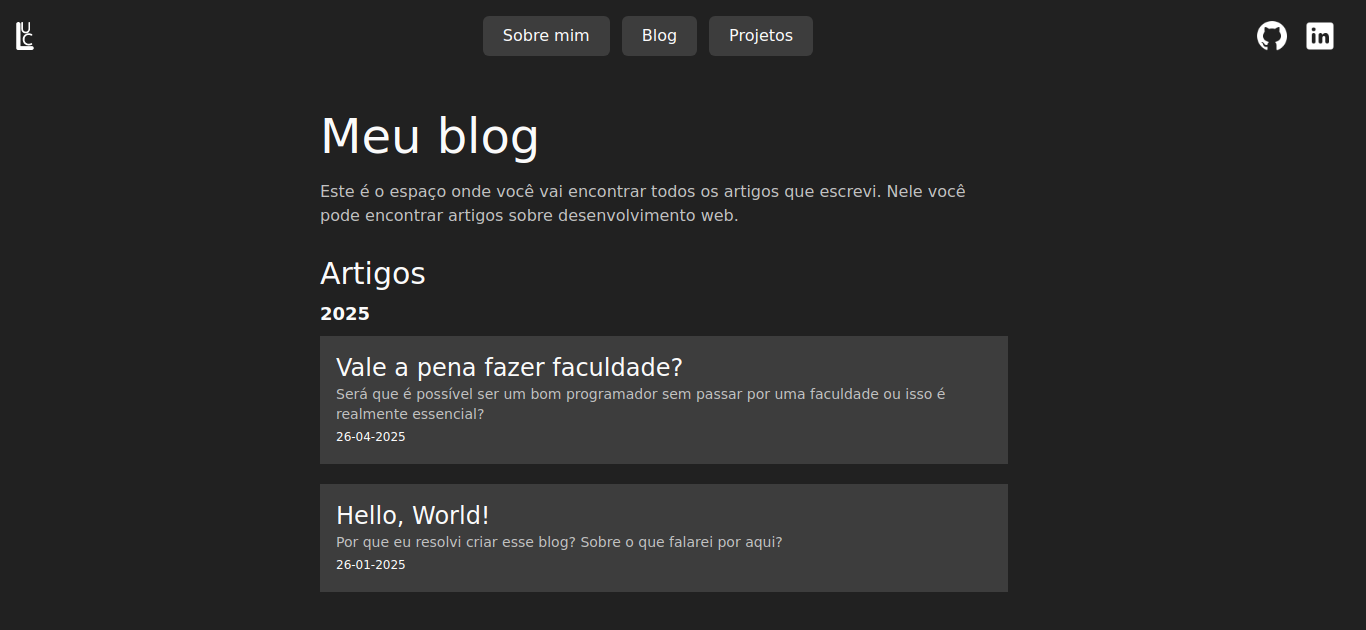 LUC
Sobre mim
Blog
Projetos
in
Meu blog
Este é o espaço onde você vai encontrar todos os artigos que escrevi. Nele você
pode encontrar artigos sobre desenvolvimento web.
Artigos
2025
Vale a pena fazer faculdade?
Será que é possível ser um bom programador sem passar por uma faculdade ou isso é
realmente essencial?
26-04-2025
Hello, World!
Por que eu resolvi criar esse blog? Sobre o que falarei por aqui?
26-01-2025